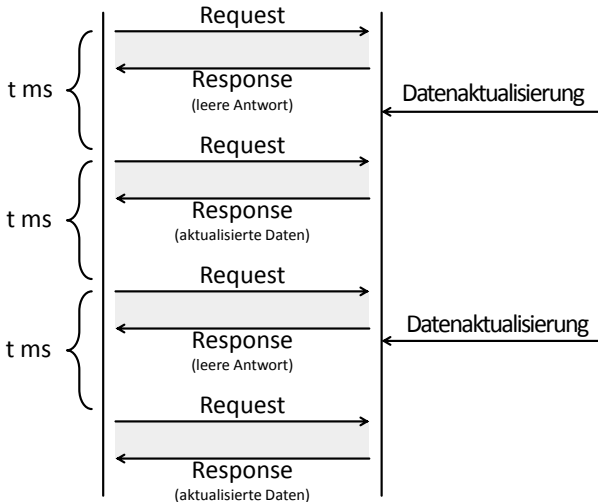 Request
t ms
Response
(leere Antwort)
Datenaktualisierung
Request
t ms
Response
(aktualisierte Daten)
Request
Datenaktualisierung
t ms
Response
(leere Antwort)
Request
Response
(aktualisierte Daten)